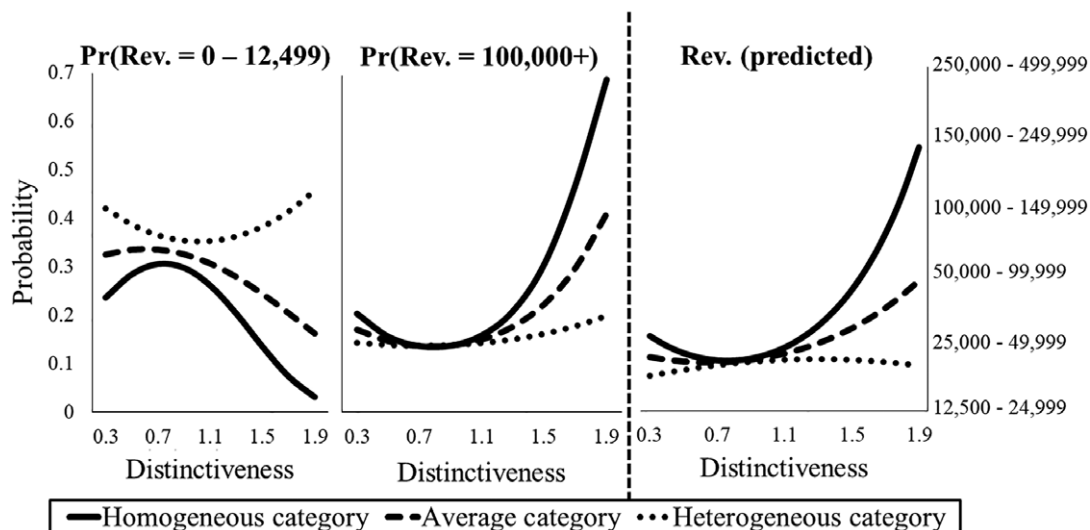 Pr(Rev. = 0 – 12,499) Pr(Rev. = 100,000+) Rev. (predicted)
Probability
0.7
0.6
0.5
0.4
0.3
0.2
0.1
0
250,000 - 499,999
150,000 - 249,999
100,000 - 149,999
50,000 - 99,999
25,000 - 49,999
12,500 - 24,999
0.3 0.7 1.1 1.5 1.9 0.3 0.7 1.1 1.5 1.9 0.3 0.7 1.1 1.5 1.9
Distinctiveness Distinctiveness Distinctiveness
Homogeneous category Average category Heterogeneous category